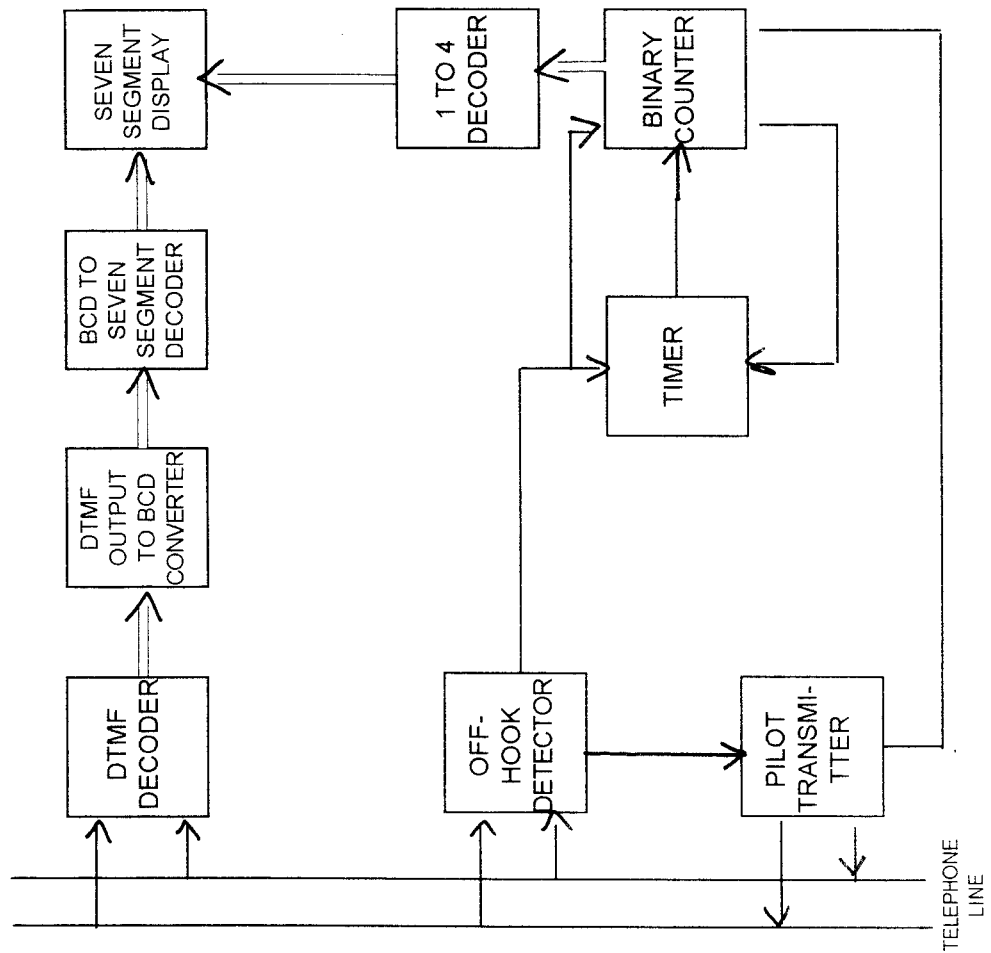 DTMF
DECODER
DTMF
OUTPUT
TO BCD
CONVERTER
BCD TO
SEVEN
SEGMENT
DECODER
SEVEN
SEGMENT
DISPLAY
OFF-
HOOK
DETECTOR
1 TO 4
DECODER
TIMER
BINARY
COUNTER
PILOT
TRANSMI-
TTER
TELEPHONE
LINE